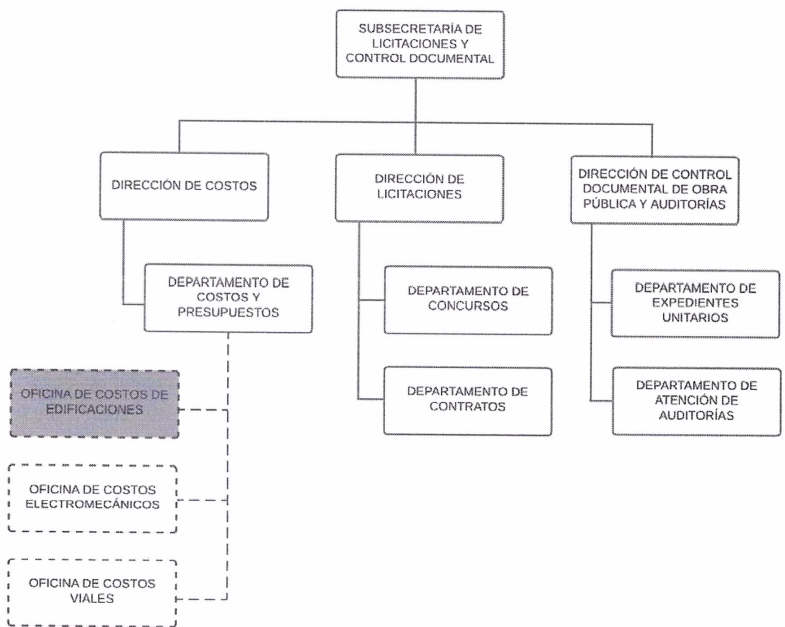 SUBSECRETARÍA DE
LICITACIONES Y
CONTROL DOCUMENTAL
DIRECCIÓN DE COSTOS
DIRECCIÓN DE
LICITACIONES
DIRECCIÓN DE CONTROL
DOCUMENTAL DE OBRA
PÚBLICA Y AUDITORÍAS
DEPARTAMENTO DE
COSTOS Y
PRESUPUESTOS
DEPARTAMENTO DE
CONCURSOS
DEPARTAMENTO DE
EXPEDIENTES
UNITARIOS
OFICINA DE COSTOS DE
EDIFICACIONES
DEPARTAMENTO DE
CONTRATOS
DEPARTAMENTO DE
ATENCIÓN DE
AUDITORÍAS
OFICINA DE COSTOS
ELECTROMECÁNICOS
OFICINA DE COSTOS
VIALES